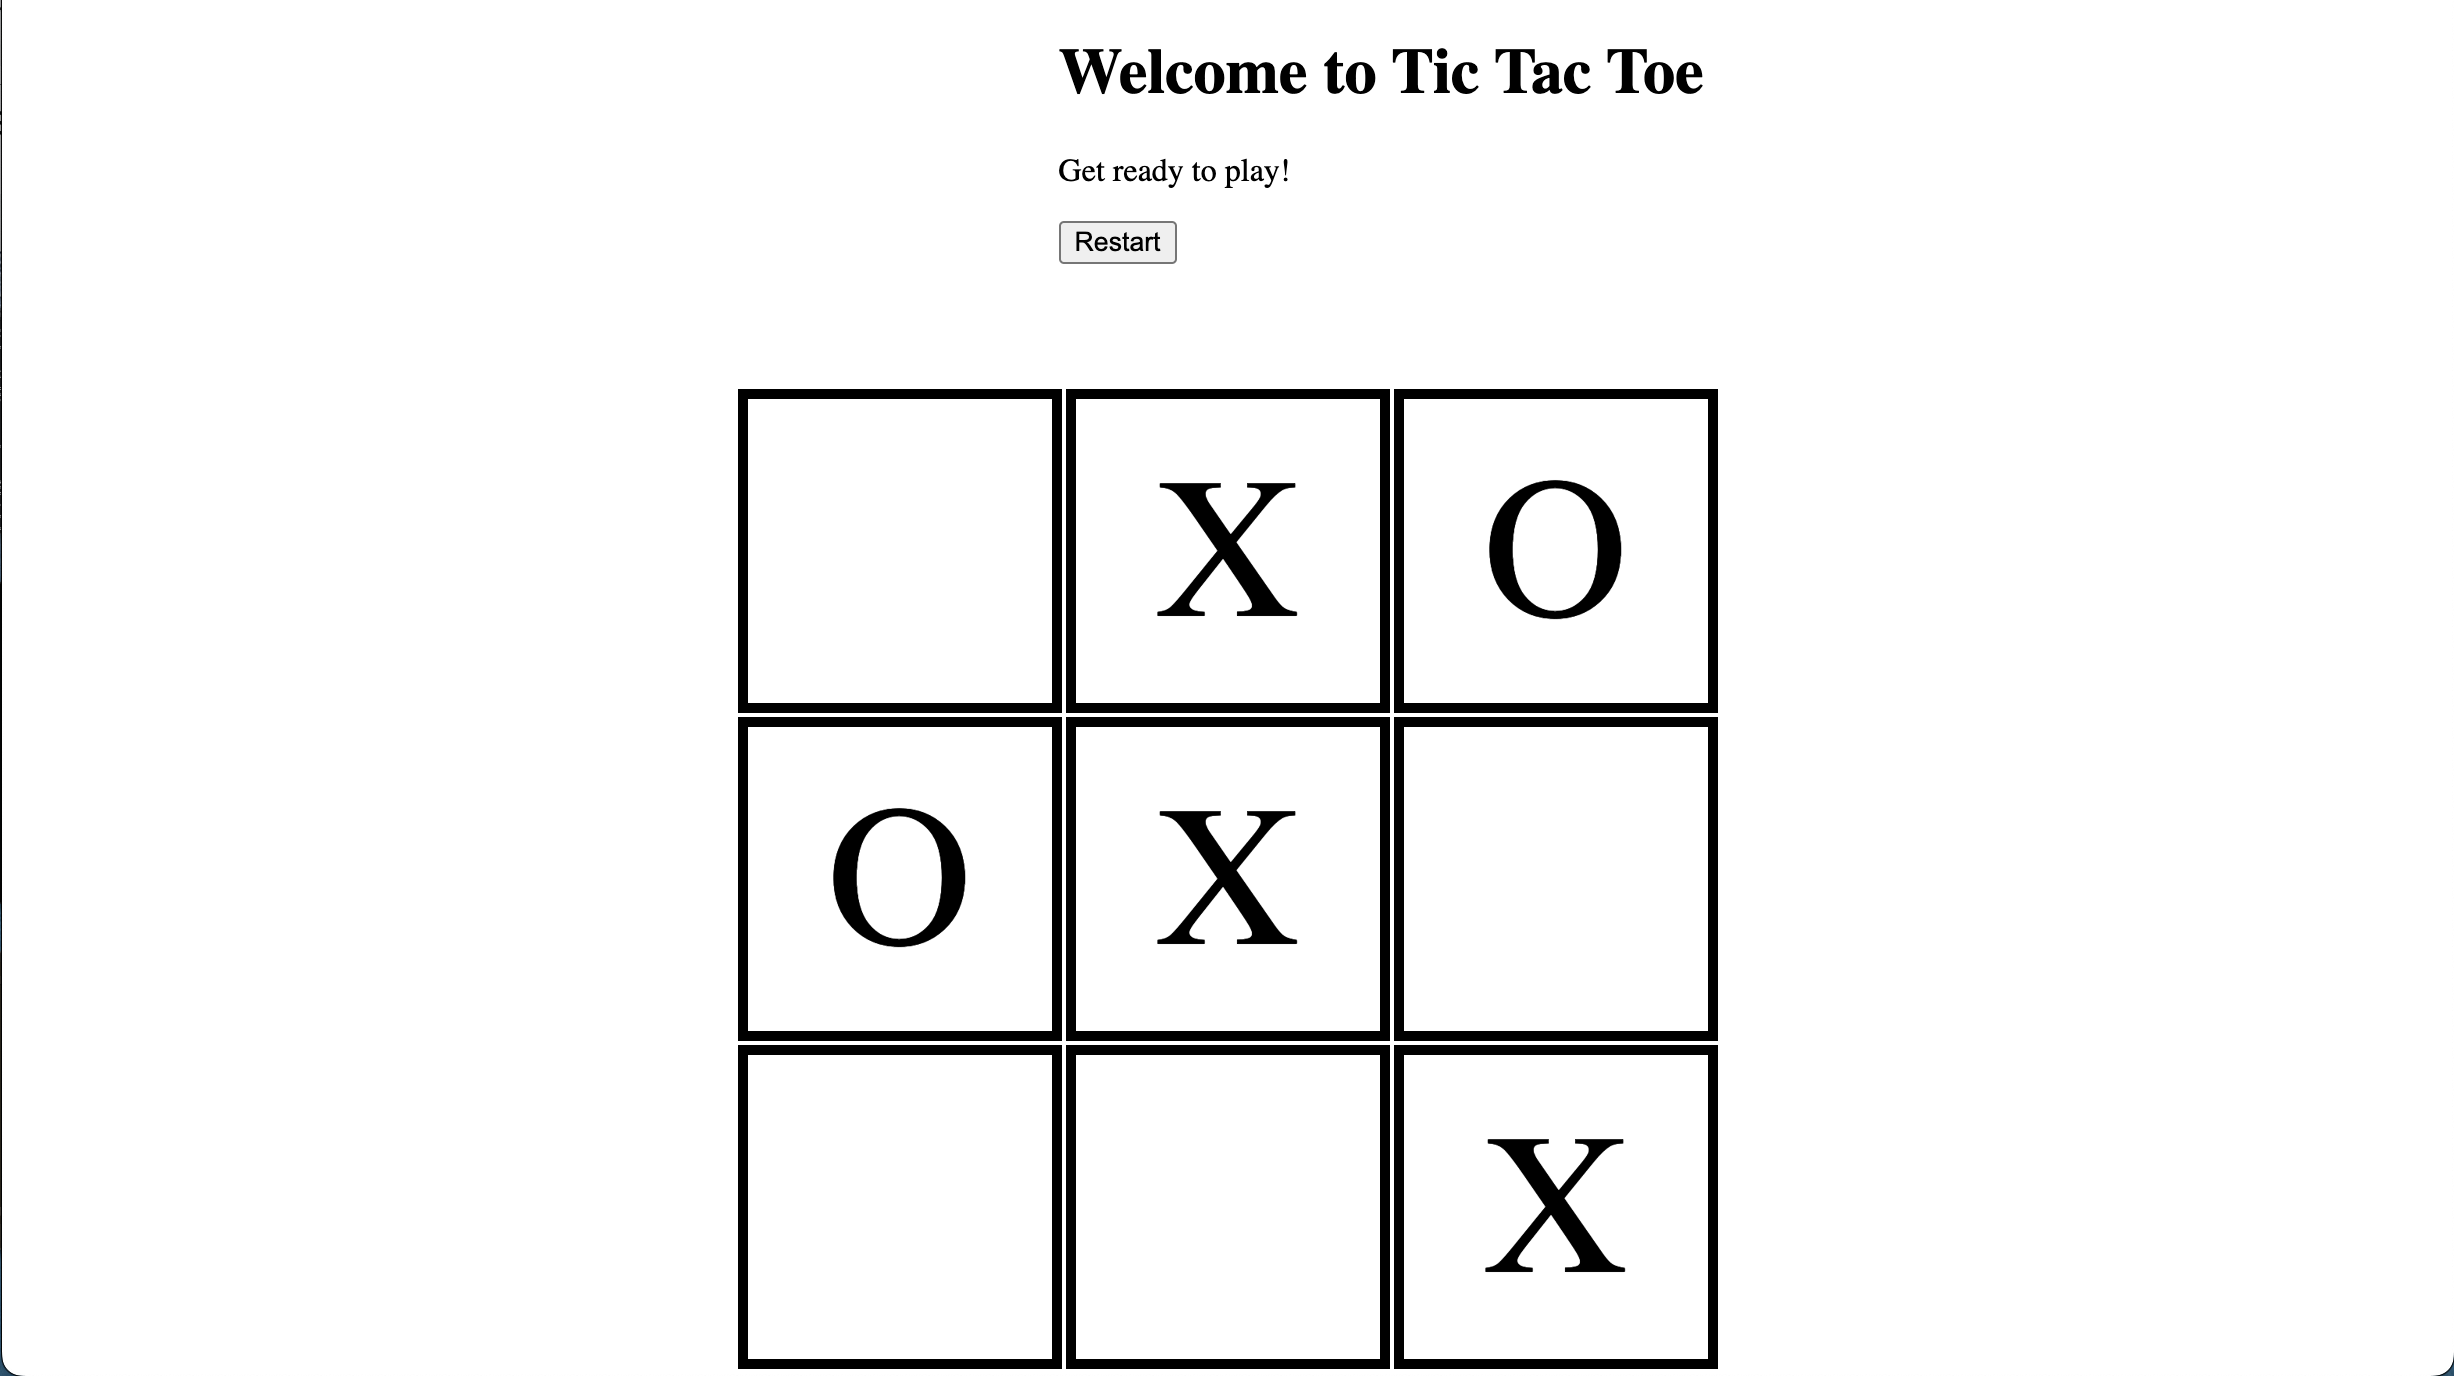 Welcome to Tic Tac Toe
Get ready to play!
Restart
X O
O X
X